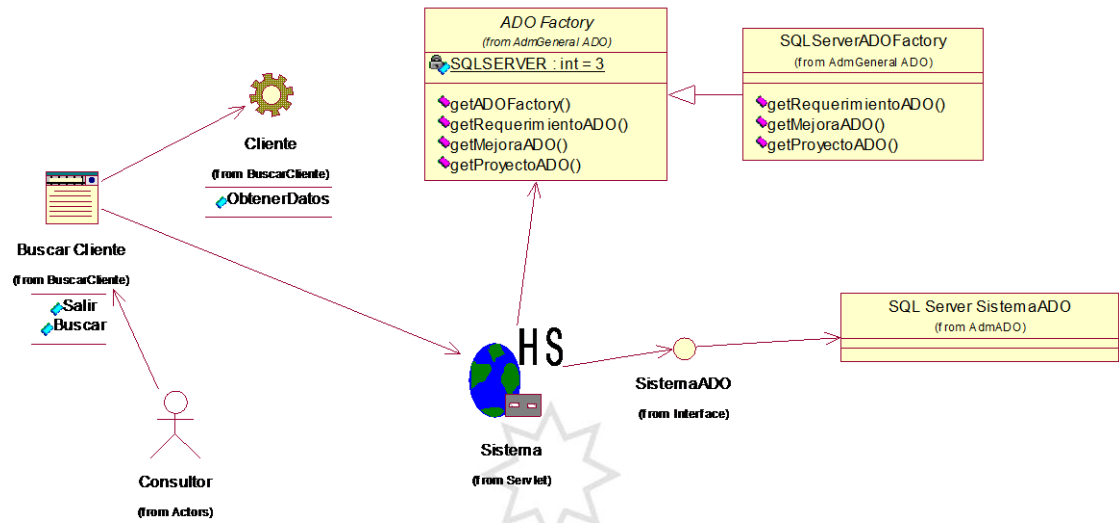 ADO Factory
(from AdmGeneral ADO)
SQLSERVER : int = 3
getADOFactory()
getRequerimientoADO()
getMejoraADO()
getProyectoADO()
SQLServerADOFactory
(from AdmGeneral ADO)
getRequerimientoADO()
getMejoraADO()
getProyectoADO()
Cliente
(from BuscarCliente)
ObtenerDatos
Buscar Cliente
(from BuscarCliente)
Salir
Buscar
Consultor
(from Actors)
HS
Sistema
(from Servlet)
SistemaADO
(from Interface)
SQL Server SistemaADO
(from AdmADO)